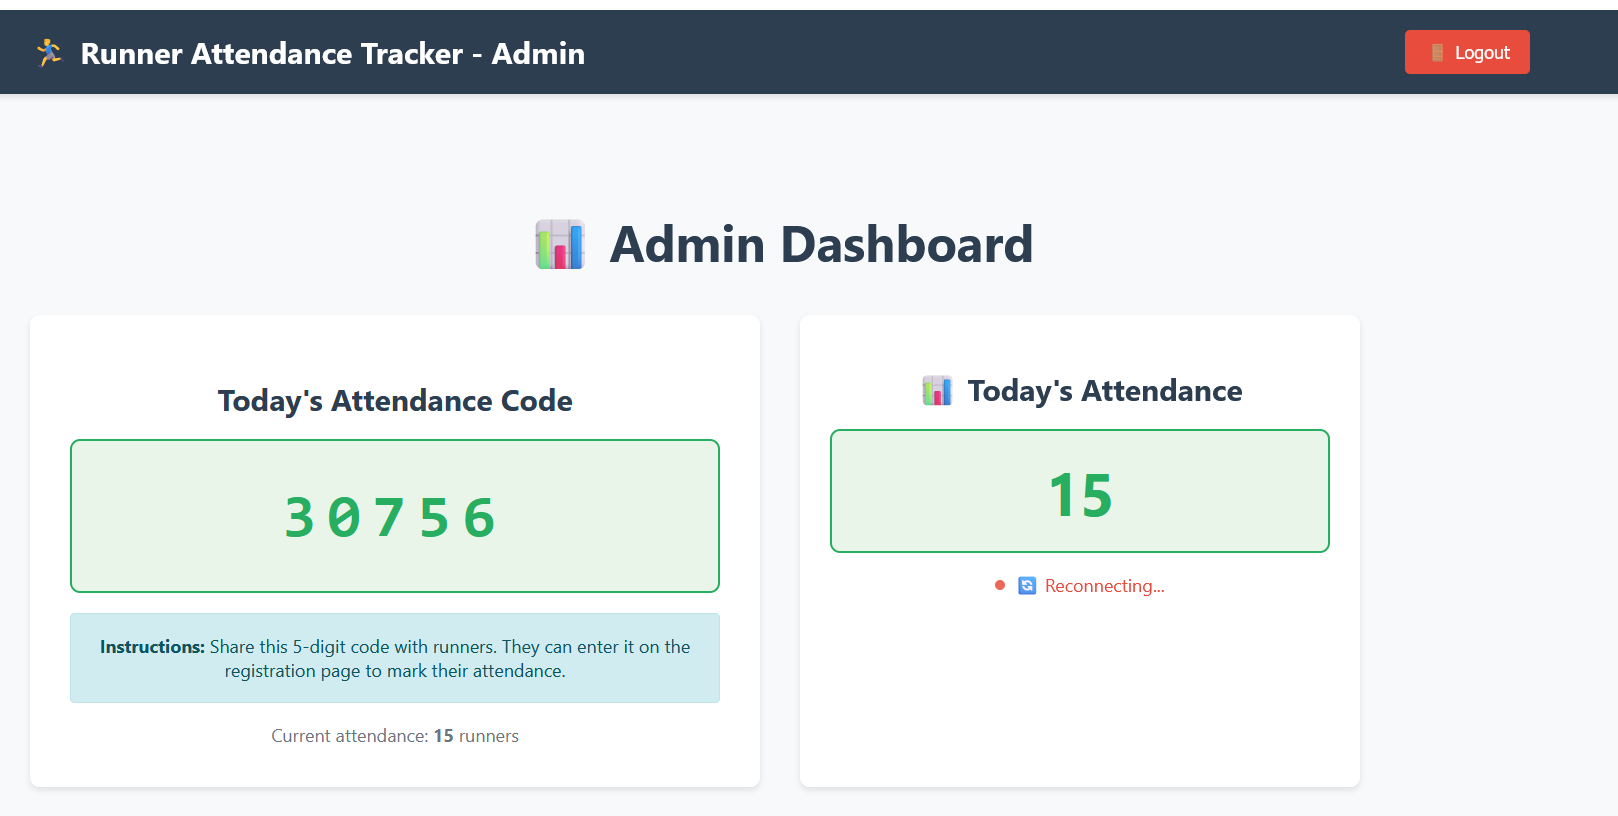 Runner Attendance Tracker - Admin
Logout
Admin Dashboard
Today's Attendance Code
30756
Instructions: Share this 5-digit code with runners. They can enter it on the
registration page to mark their attendance.
Current attendance: 15 runners
Today's Attendance
15
Reconnecting...